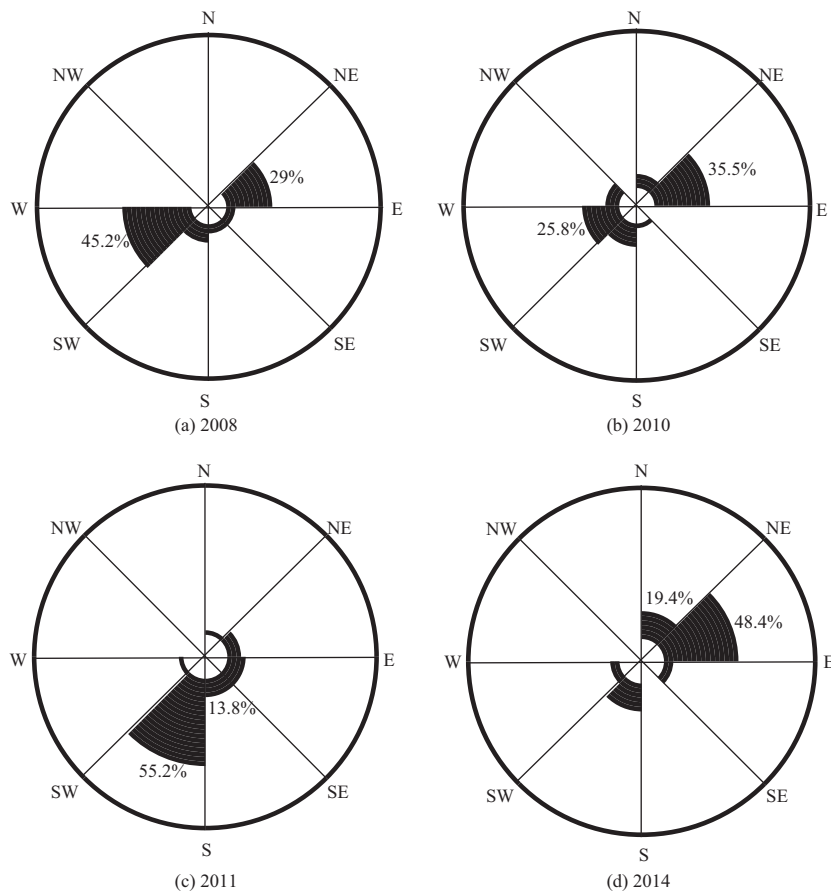 N
NW
NE
29%
W
E
45.2%
SW
SE
S
(a) 2008
N
NW
NE
35.5%
W
E
25.8%
SW
SE
S
(b) 2010
N
NW
NE
W
E
13.8%
55.2%
SW
SE
S
(c) 2011
N
NW
NE
19.4%
48.4%
W
E
SW
SE
S
(d) 2014